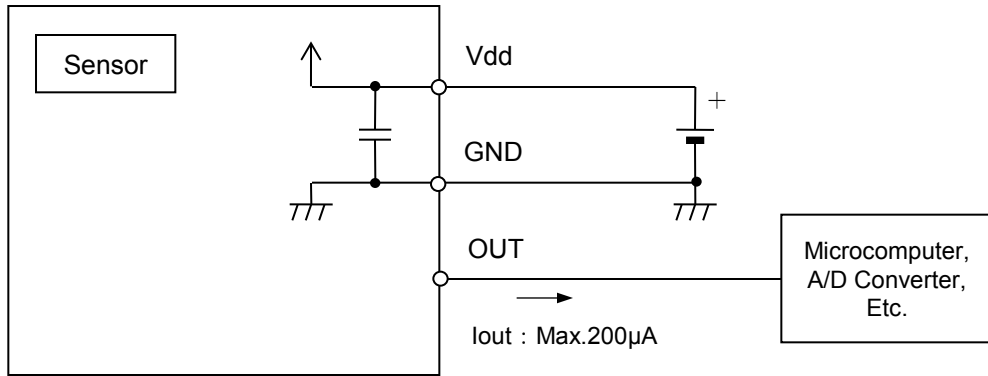 Sensor
Vdd
+
GND
OUT
Microcomputer,
A/D Converter,
Etc.
Iout : Max.200µA